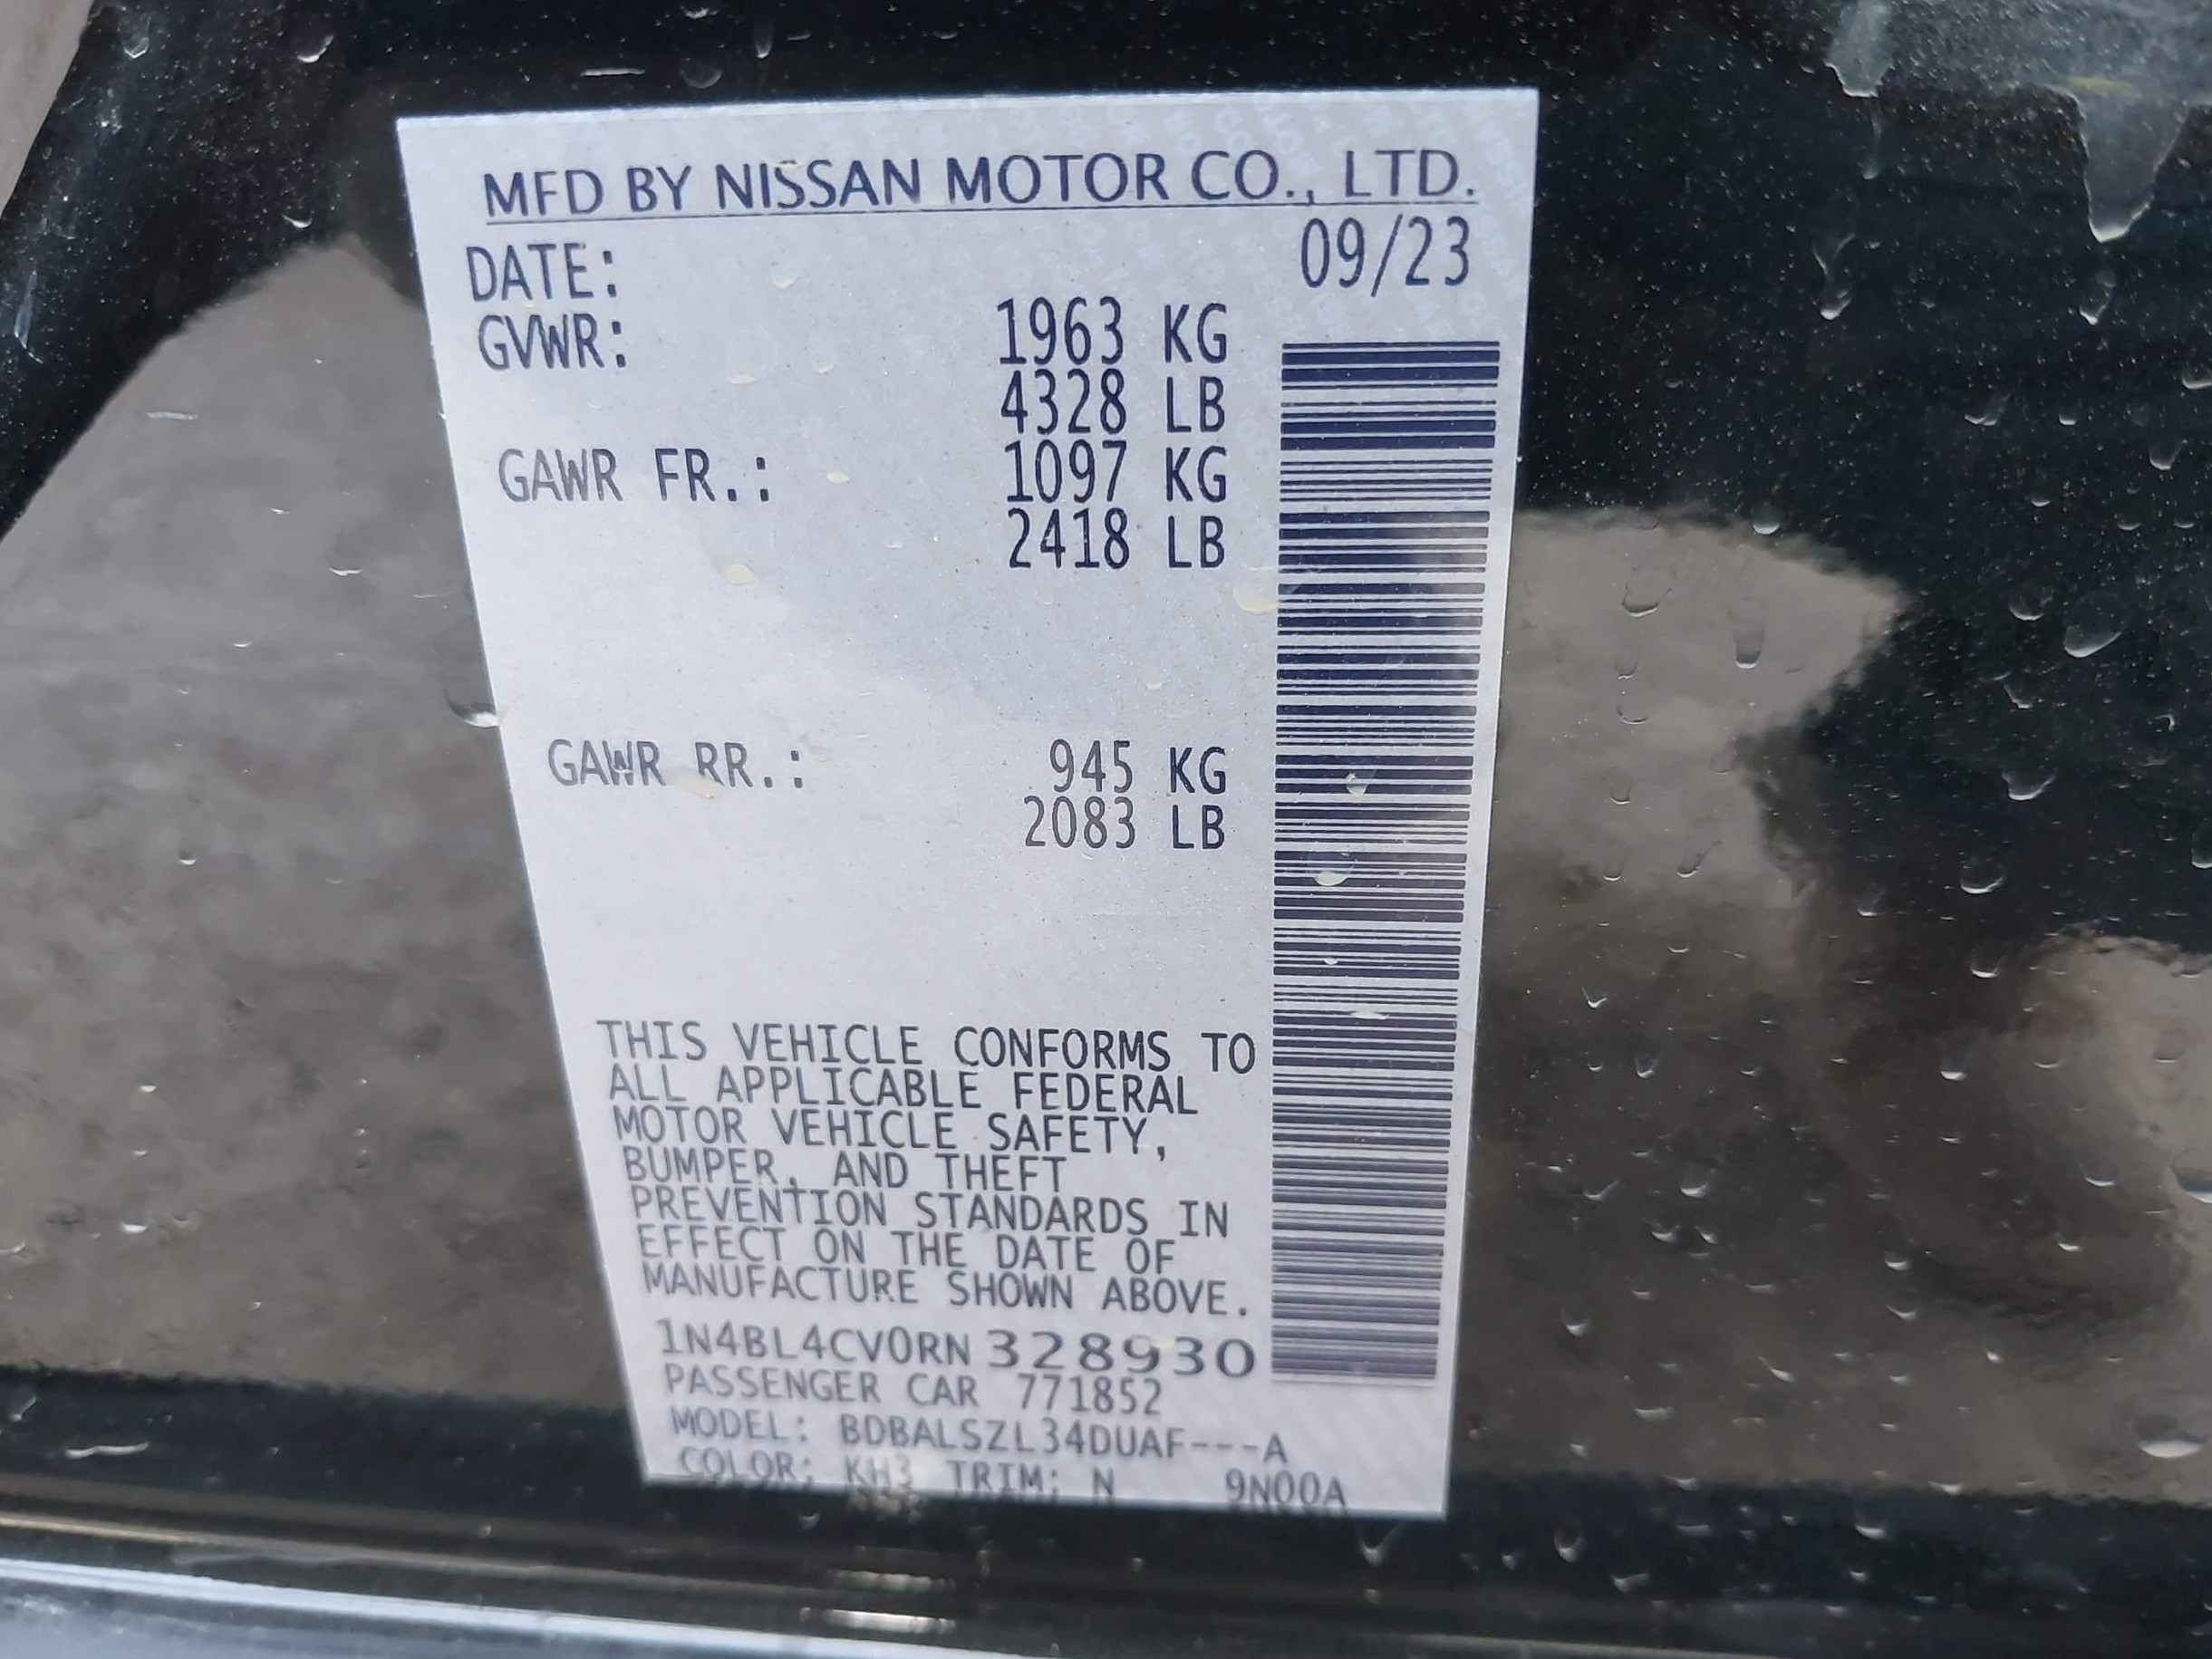 MFD BY NISSAN MOTOR CO., LTD.
DATE: 09/23
GVWR: 1963 KG
4328 LB
GAWR FR.: 1097 KG
2418 LB
GAWR RR.: 945 KG
2083 LB
THIS VEHICLE CONFORMS TO
ALL APPLICABLE FEDERAL
MOTOR VEHICLE SAFETY,
BUMPER, AND THEFT
PREVENTION STANDARDS IN
EFFECT ON THE DATE OF
MANUFACTURE SHOWN ABOVE.
1N4BL4CV0RN328930
PASSENGER CAR 771852
MODEL: BDBALSZL34DUAF---A
COLOR: KH3 TRIM: N 9N00A